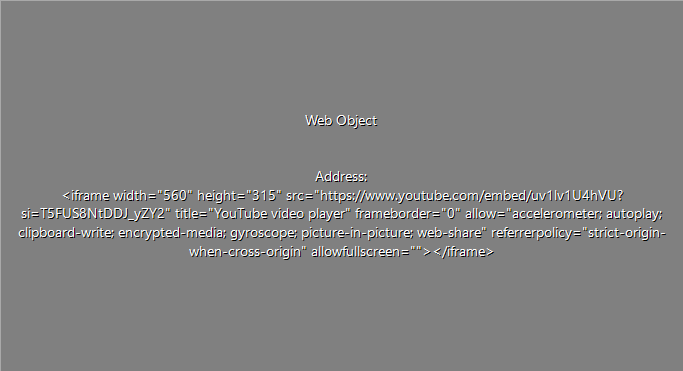 Web Object
Address:
<iframe width="560" height="315" src="https://www.youtube.com/embed/uv1lv1U4hVU?
si=T5FUS8NtDDJ_yZY2" title="YouTube video player" frameborder="0" allow="accelerometer; autoplay;
clipboard-write; encrypted-media; gyroscope; picture-in-picture; web-share" referrerpolicy="strict-origin-
when-cross-origin" allowfullscreen=""></iframe>